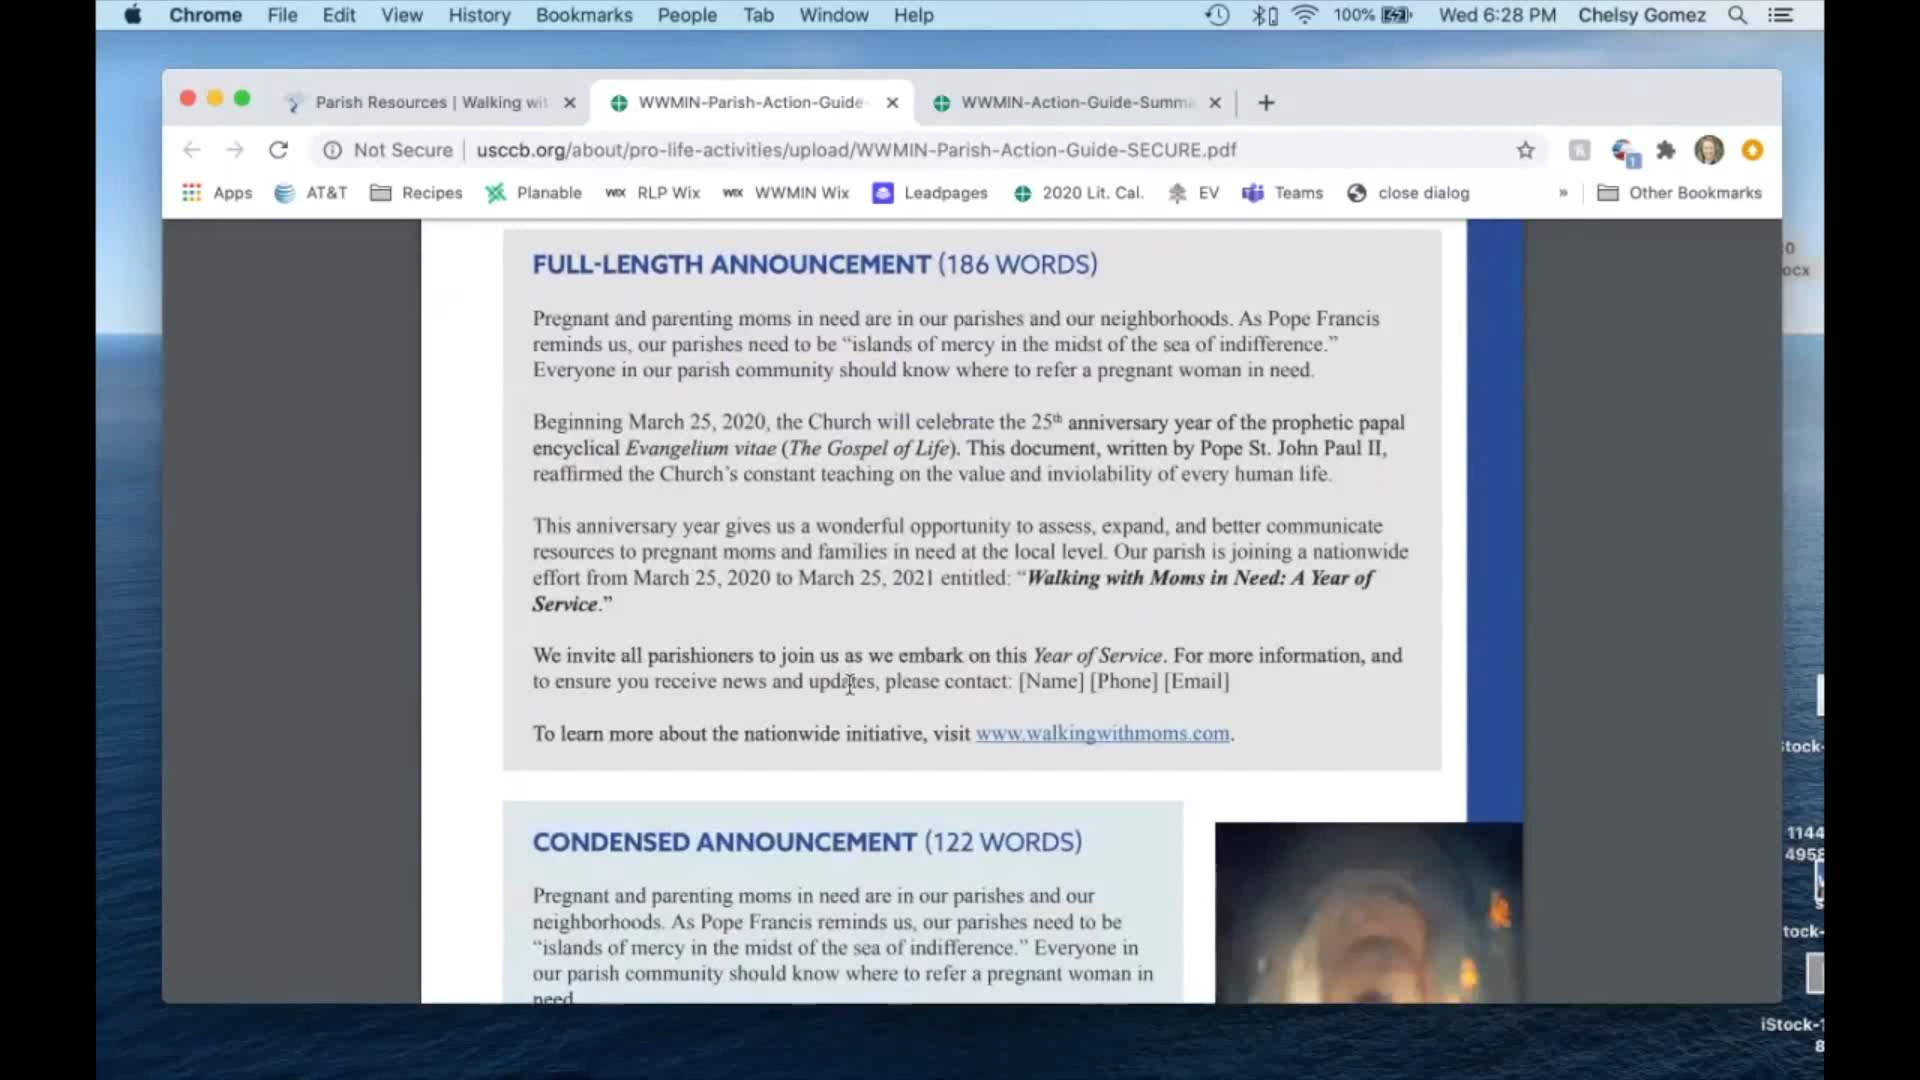 Chrome File Edit View History Bookmarks People Tab Window Help 100% Wed 6:28 PM Chelsy Gomez
Parish Resources | Walking wit WWMIN-Parish-Action-Guide- WWMIN-Action-Guide-Summa
Not Secure usccb.org/about/pro-life-activities/upload/WWMIN-Parish-Action-Guide-SECURE.pdf 1
Apps AT&T Recipes Planable WIX RLP Wix WIX WWMIN Wix Leadpages 2020 Lit. Cal. EV Teams close dialog » Other Bookmarks
FULL-LENGTH ANNOUNCEMENT (186 WORDS)
Pregnant and parenting moms in need are in our parishes and our neighborhoods. As Pope Francis
reminds us, our parishes need to be “islands of mercy in the midst of the sea of indifference.”
Everyone in our parish community should know where to refer a pregnant woman in need.
Beginning March 25, 2020, the Church will celebrate the 25th anniversary year of the prophetic papal
encyclical Evangelium vitae (The Gospel of Life). This document, written by Pope St. John Paul II,
reaffirmed the Church’s constant teaching on the value and inviolability of every human life.
This anniversary year gives us a wonderful opportunity to assess, expand, and better communicate
resources to pregnant moms and families in need at the local level. Our parish is joining a nationwide
effort from March 25, 2020 to March 25, 2021 entitled: “Walking with Moms in Need: A Year of
Service.”
We invite all parishioners to join us as we embark on this Year of Service. For more information, and
to ensure you receive news and updates, please contact: [Name] [Phone] [Email]
To learn more about the nationwide initiative, visit www.walkingwithmoms.com.
CONDENSED ANNOUNCEMENT (122 WORDS)
Pregnant and parenting moms in need are in our parishes and our
neighborhoods. As Pope Francis reminds us, our parishes need to be
“islands of mercy in the midst of the sea of indifference.” Everyone in
our parish community should know where to refer a pregnant woman in
need
0
ocx
iStock-
1144
4958
tock-
iStock-1
8